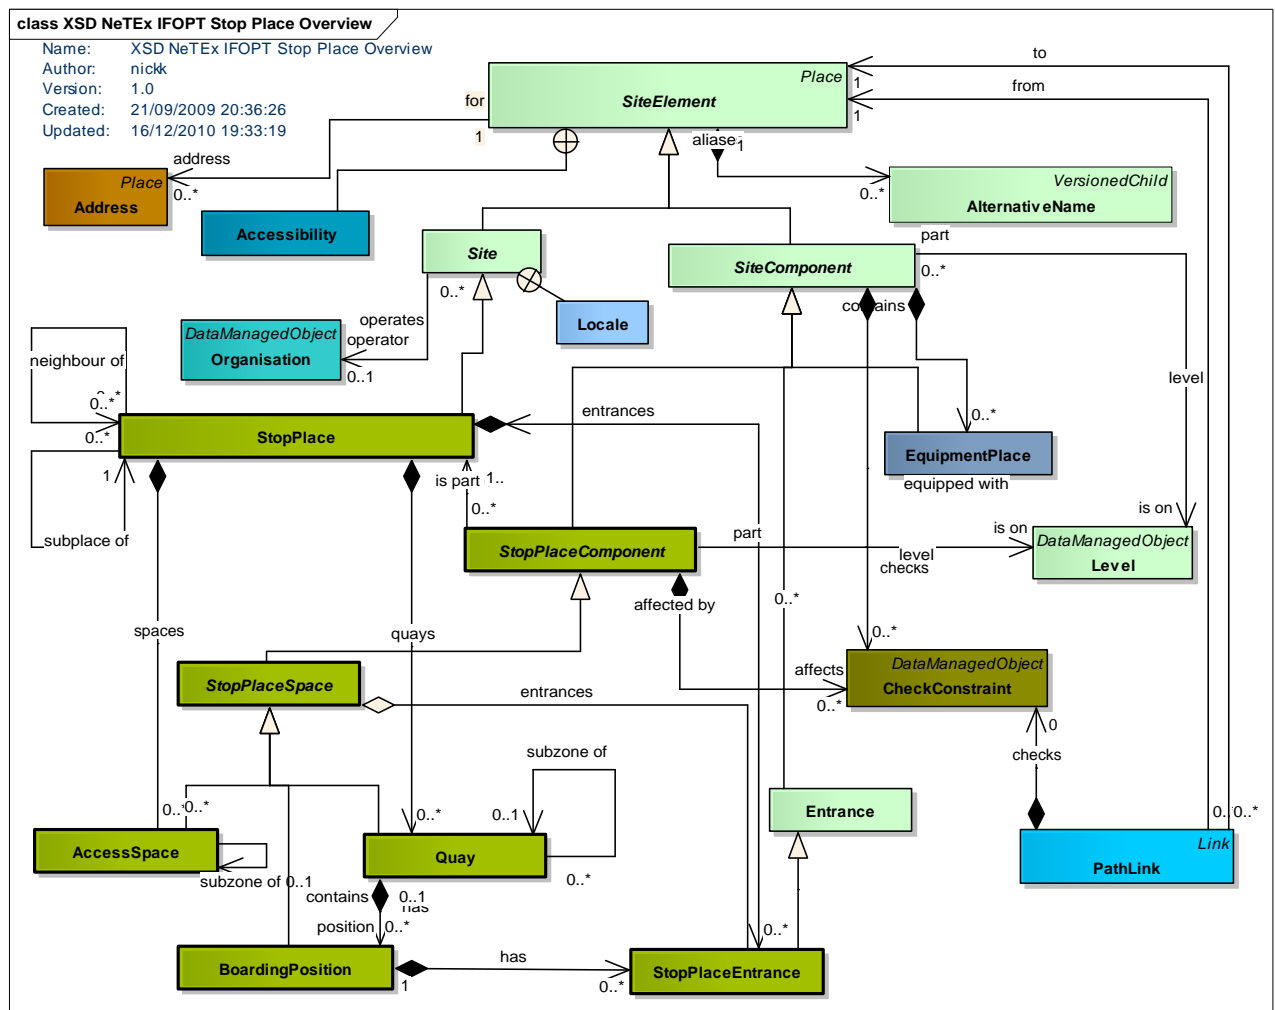 class XSD NeTEx IFOPT Stop Place Overview
Name: XSD NeTEx IFOPT Stop Place Overview
Author: nickk
Version: 1.0
Created: 21/09/2009 20:36:26
Updated: 16/12/2010 19:33:19
to
Place
SiteElement
1
from
1
for
1
aliase
1
address
0..*
Place
Address
Accessibility
VersionedChild
AlternativeName
0..*
part
Site
0..*
SiteComponent
0..*
contains
Locale
operates
operator
0..1
DataManagedObject
Organisation
neighbour of
0..*
0..*
0..*
level
entrances
0..*
StopPlace
EquipmentPlace
equipped with
1
is part
1..
0..*
subplace of
is on
is on
StopPlaceComponent
part
level
checks
DataManagedObject
Level
affected by
0..*
spaces
quays
0..*
StopPlaceSpace
entrances
affects
0..*
DataManagedObject
CheckConstraint
0
checks
subzone of
0..*
0..*
0..*
0..1
Entrance
0..*
0..*
AccessSpace
Quay
Link
PathLink
subzone of
0..1
0..*
contains
0..1
has
position
0..*
0..*
BoardingPosition
1
has
0..*
StopPlaceEntrance